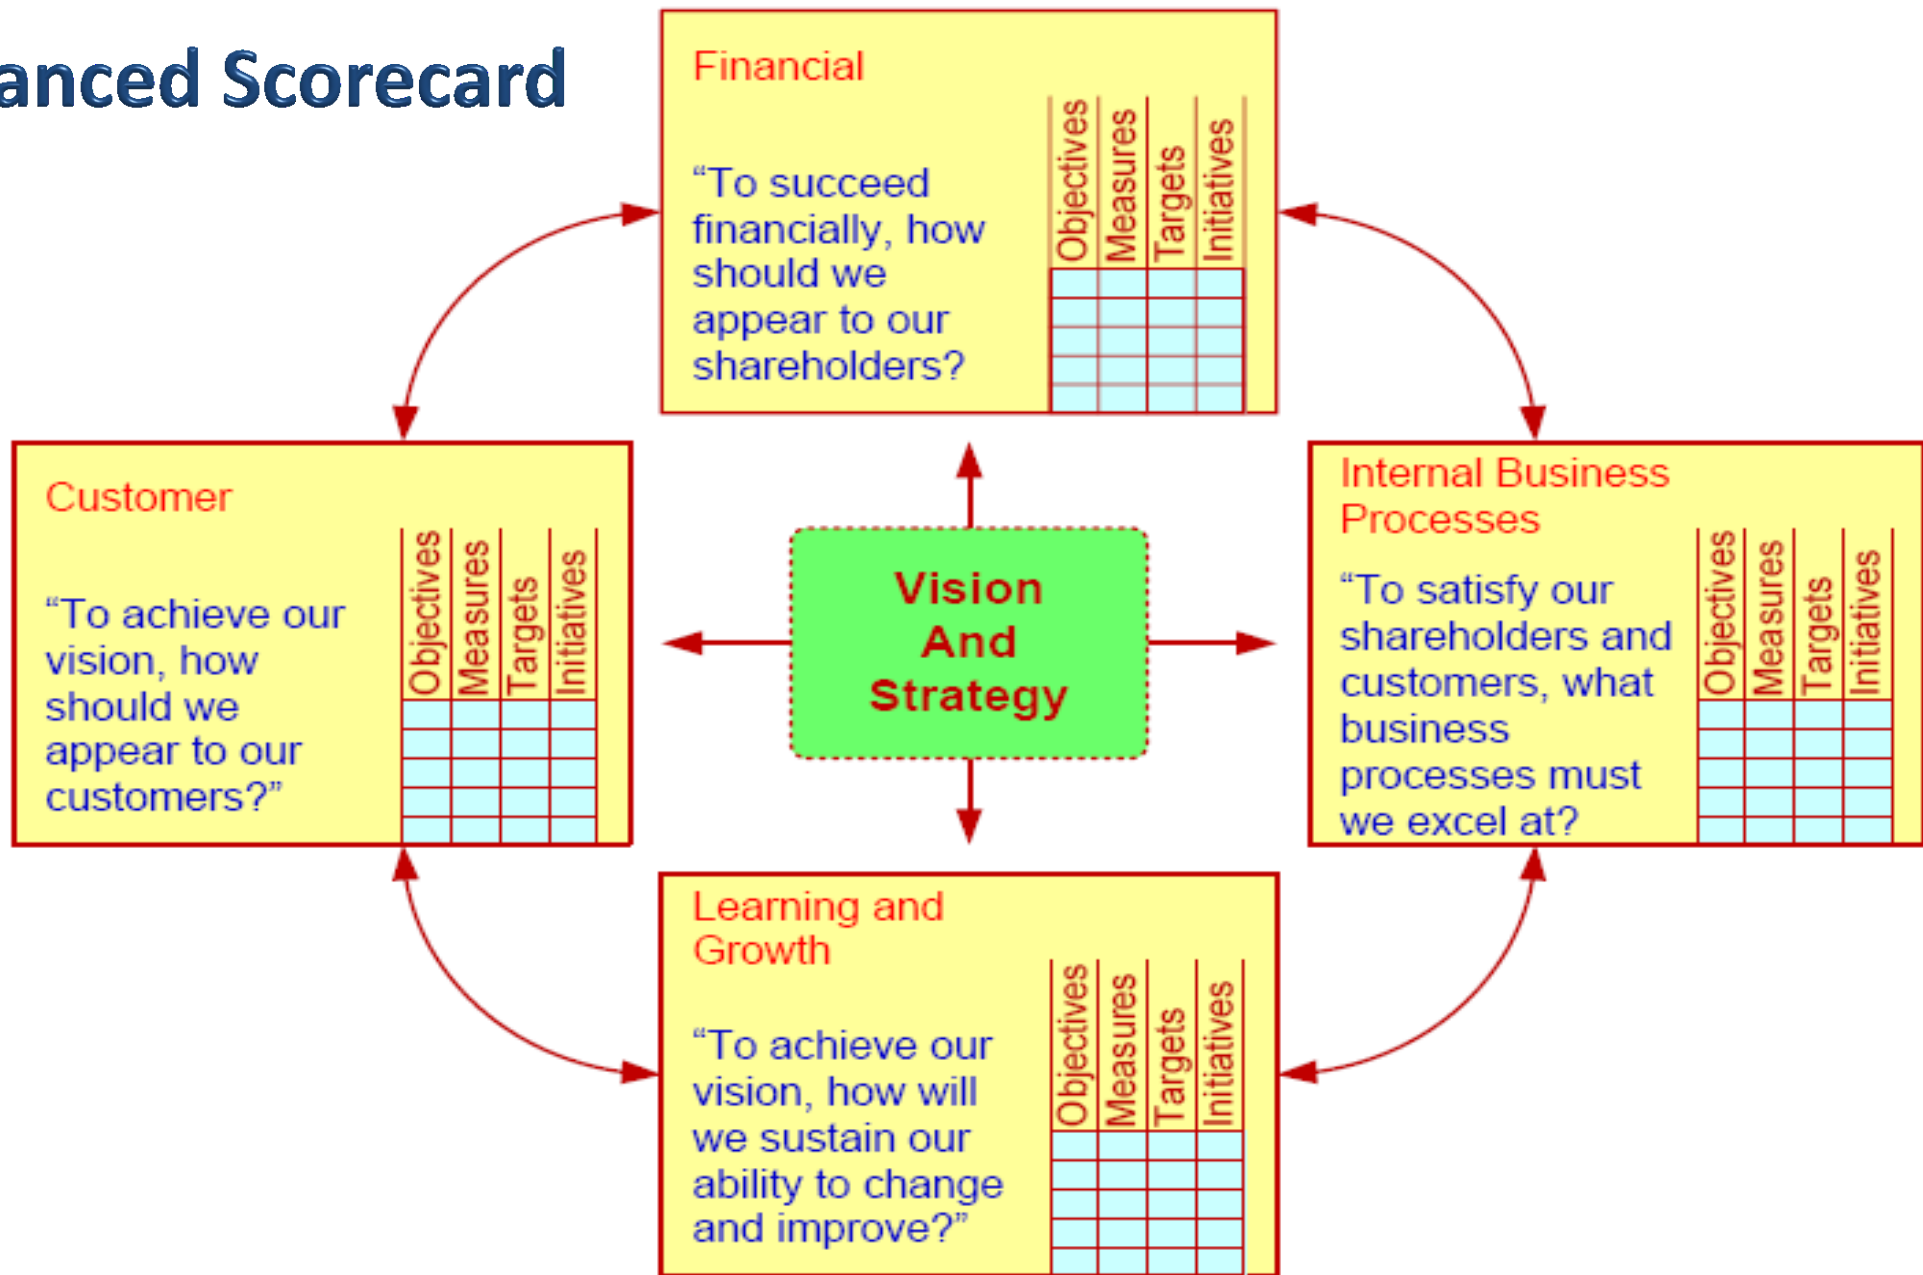 anced Scorecard
Financial
“To succeed
financially, how
should we
appear to our
shareholders?
Objectives
Measures
Targets
Initiatives
Customer
“To achieve our
vision, how
should we
appear to our
customers?”
Objectives
Measures
Targets
Initiatives
Vision
And
Strategy
Internal Business
Processes
“To satisfy our
shareholders and
customers, what
business
processes must
we excel at?
Objectives
Measures
Targets
Initiatives
Learning and
Growth
“To achieve our
vision, how will
we sustain our
ability to change
and improve?”
Objectives
Measures
Targets
Initiatives